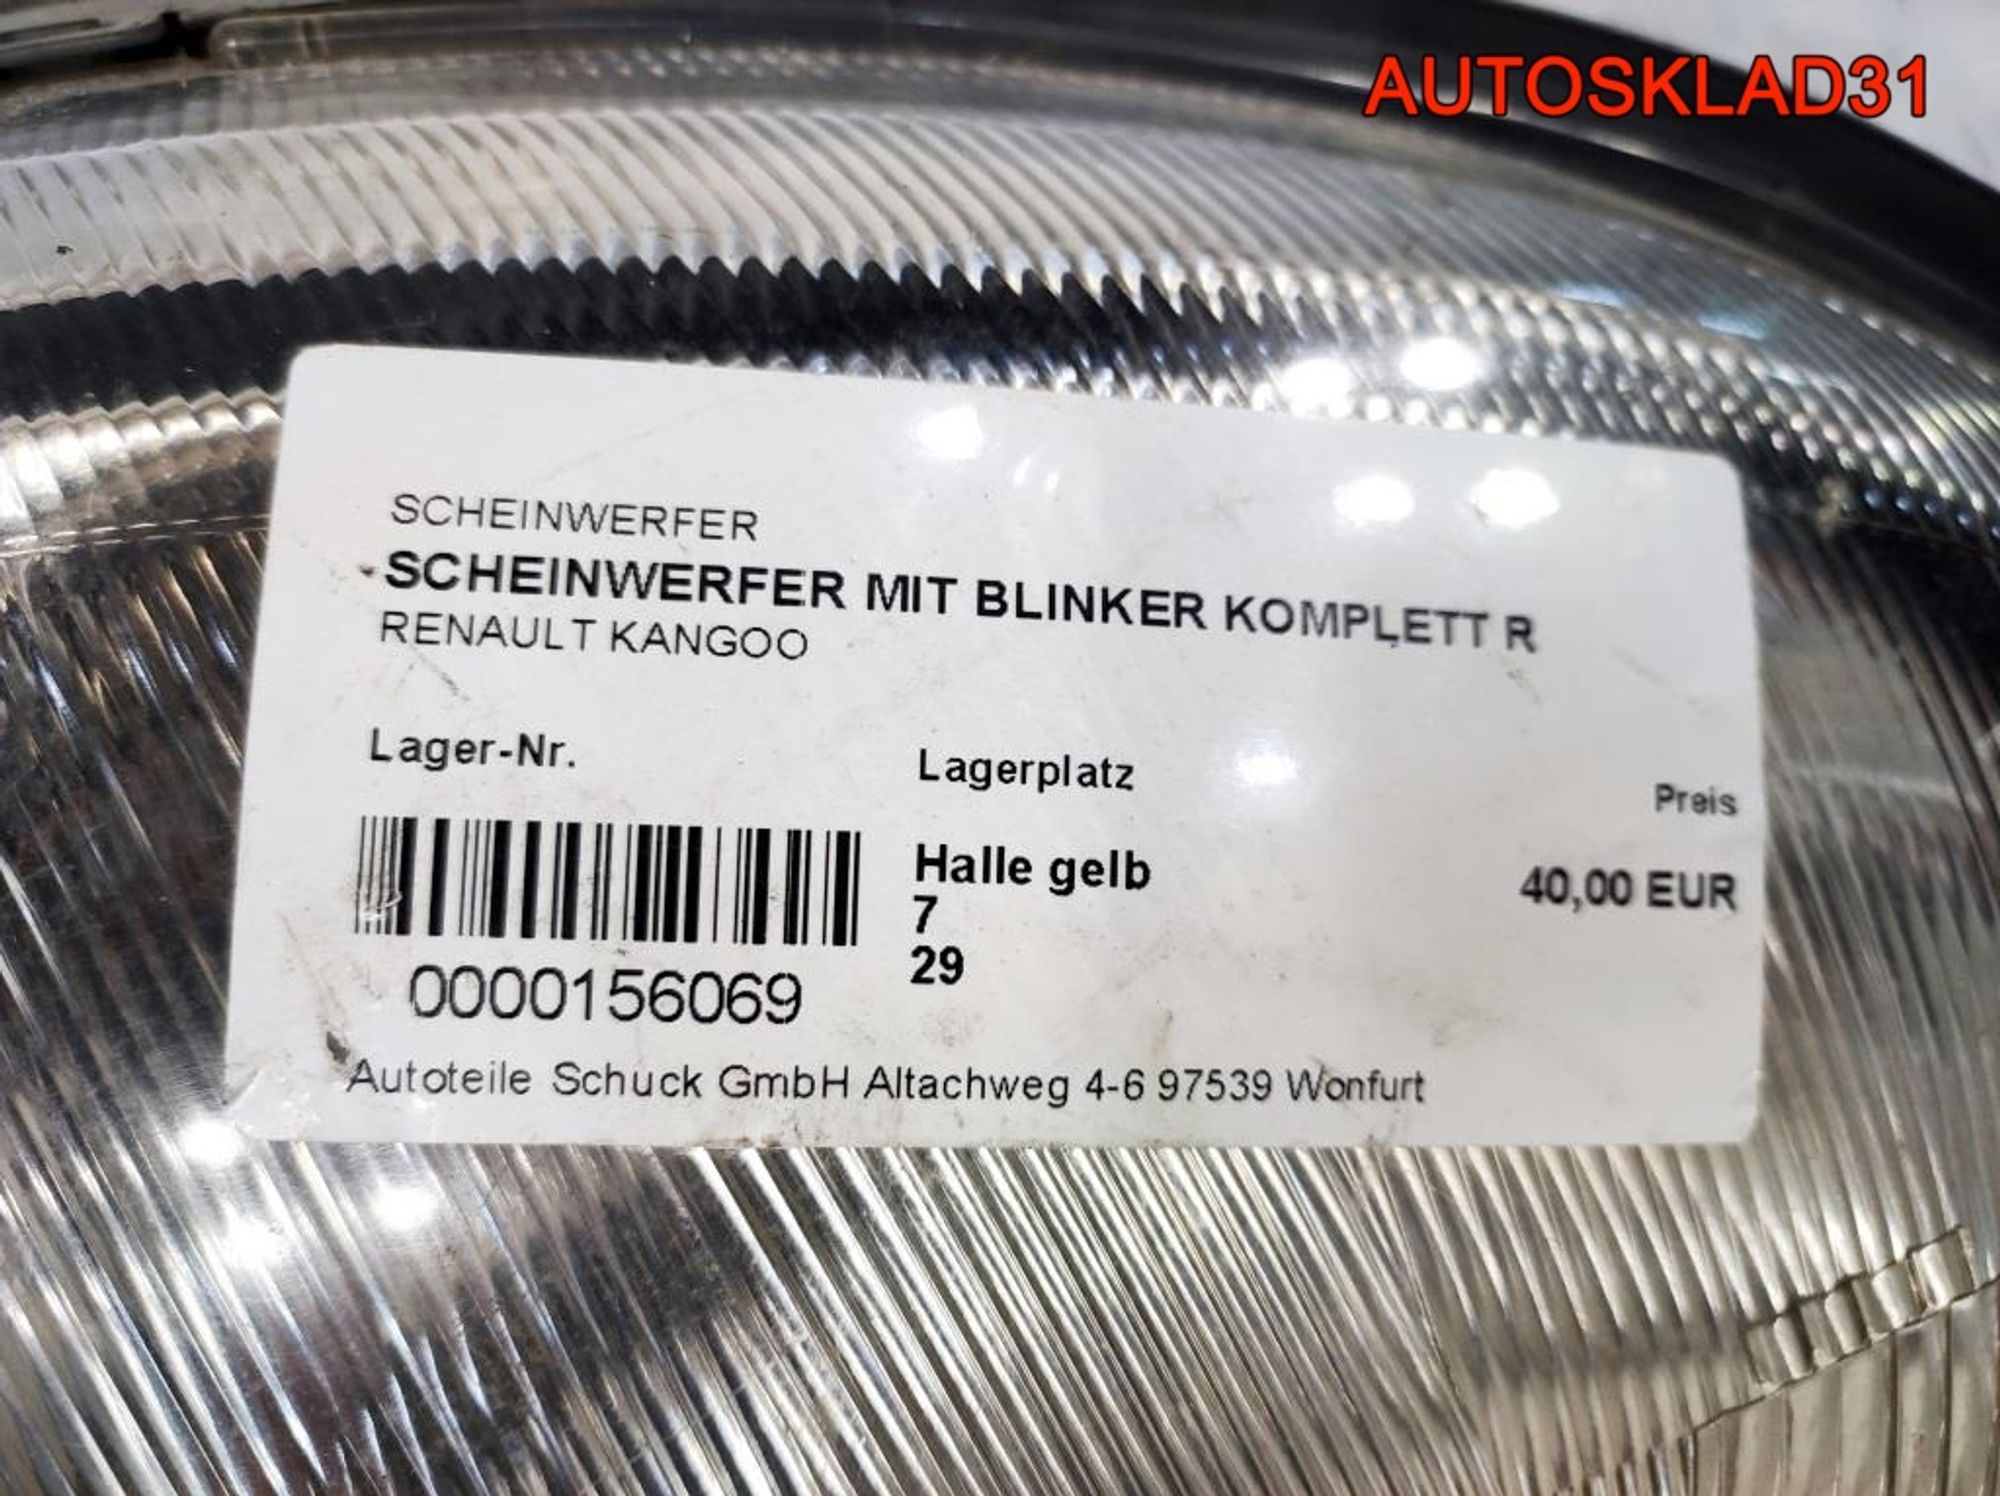 AUTOSKLAD31
SCHEINWERFER
SCHEINWERFER MIT BLINKER KOMPLETT R
RENAULT KANGOO
Lager-Nr. Lagerplatz Preis
Halle gelb 40,00 EUR
7
29
0000156069
Autoteile Schuck GmbH Altachweg 4-6 97539 Wonfurt